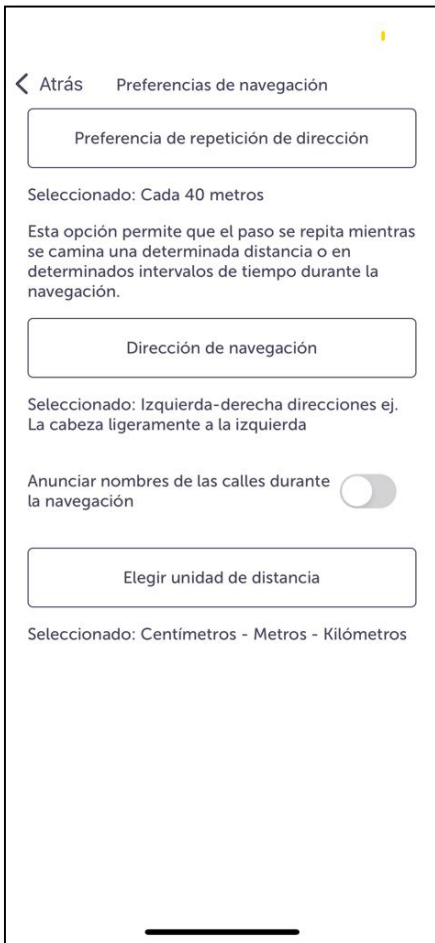 Atrás Preferencias de navegación
Preferencia de repetición de dirección
Seleccionado: Cada 40 metros
Esta opción permite que el paso se repita mientras
se camina una determinada distancia o en
determinados intervalos de tiempo durante la
navegación.
Dirección de navegación
Seleccionado: Izquierda-derecha direcciones ej.
La cabeza ligeramente a la izquierda
Anunciar nombres de las calles durante
la navegación
Elegir unidad de distancia
Seleccionado: Centímetros - Metros - Kilómetros